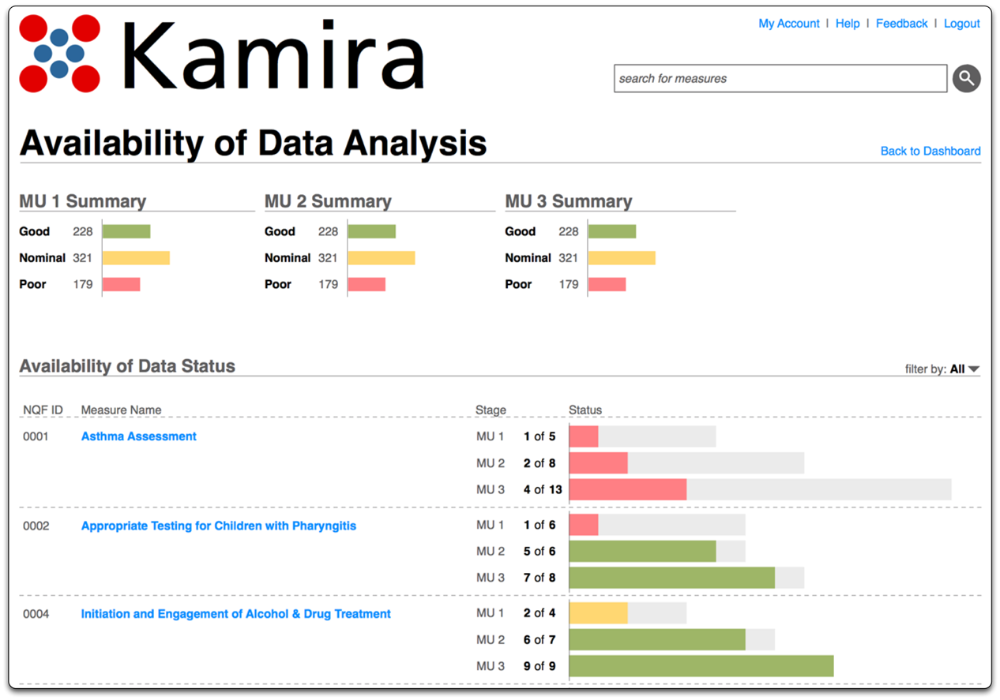 Kamira
My Account | Help | Feedback | Logout
search for measures
Availability of Data Analysis
Back to Dashboard
MU 1 Summary
Good 228
Nominal 321
Poor 179
MU 2 Summary
Good 228
Nominal 321
Poor 179
MU 3 Summary
Good 228
Nominal 321
Poor 179
Availability of Data Status
filter by: All
NQF ID Measure Name Stage Status
0001 Asthma Assessment MU 1 1 of 5
MU 2 2 of 8
MU 3 4 of 13
0002 Appropriate Testing for Children with Pharyngitis MU 1 1 of 6
MU 2 5 of 6
MU 3 7 of 8
0004 Initiation and Engagement of Alcohol & Drug Treatment MU 1 2 of 4
MU 2 6 of 7
MU 3 9 of 9